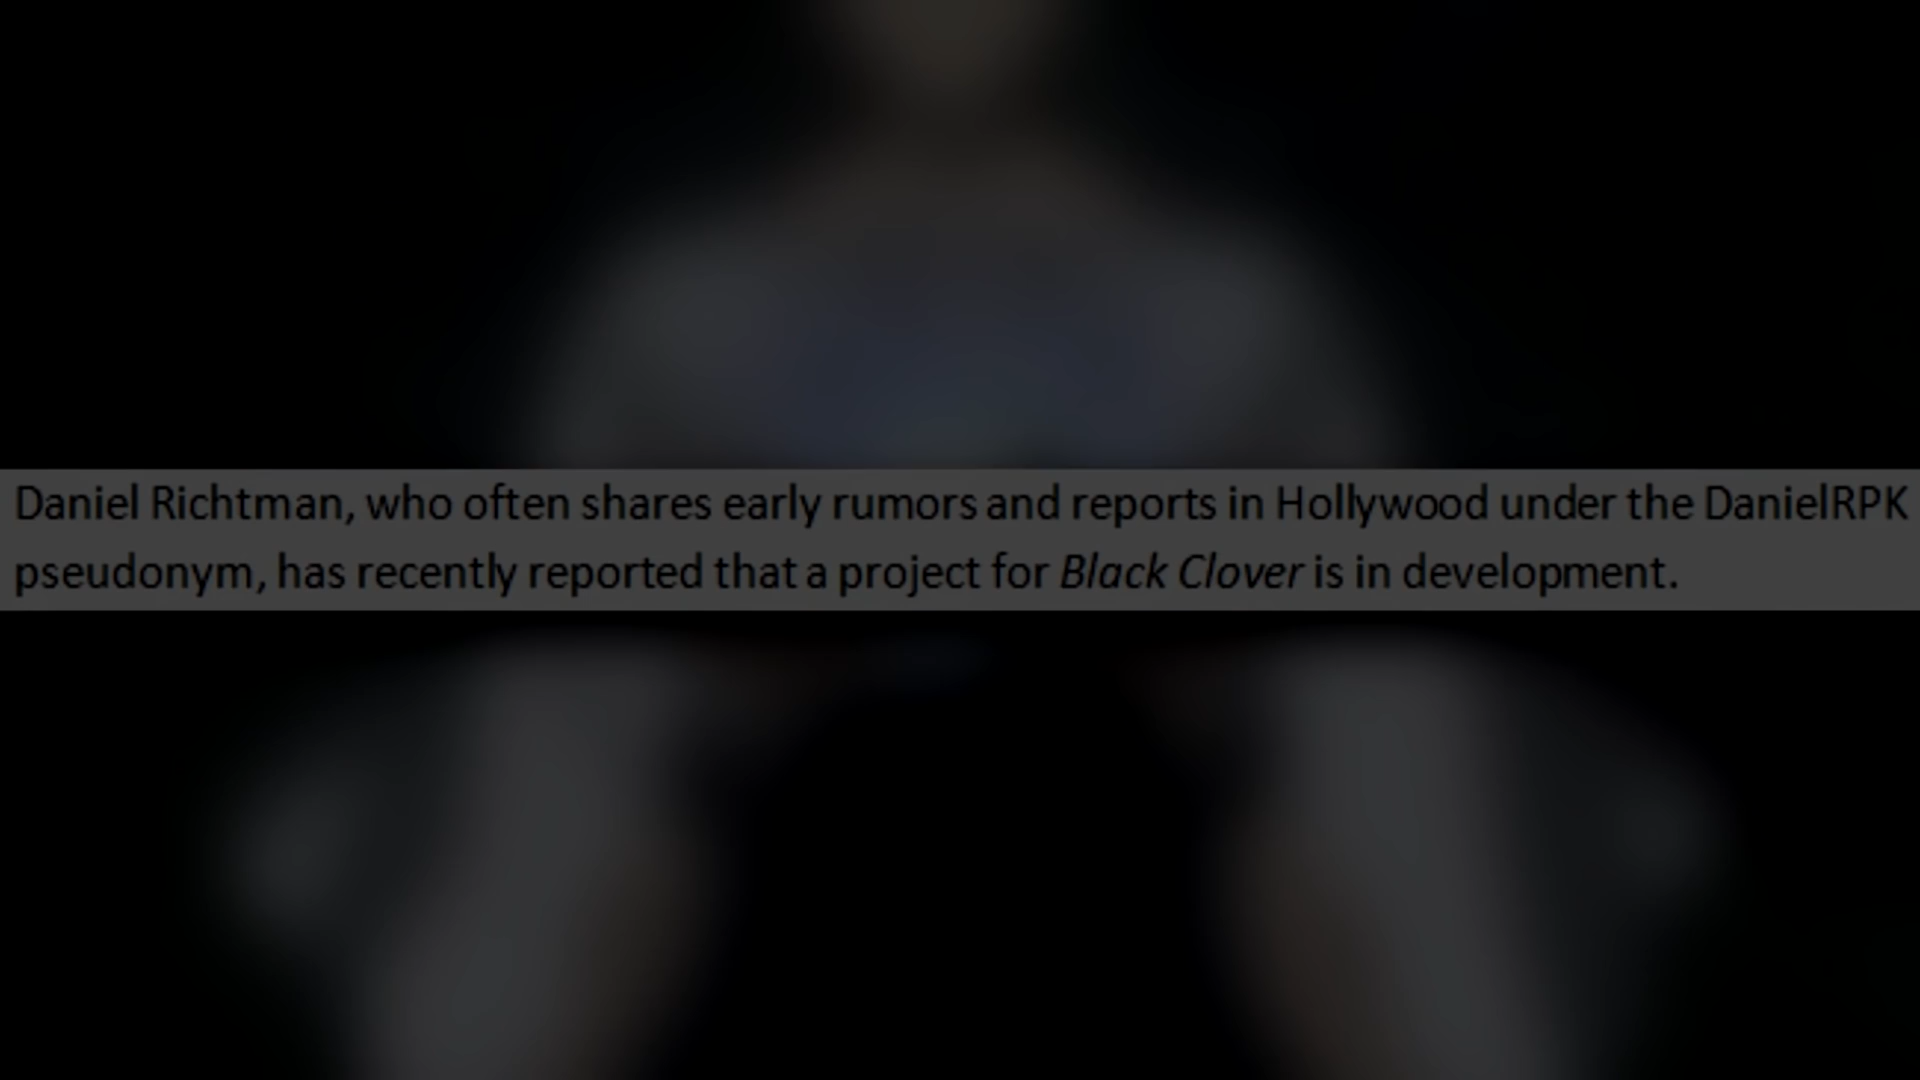 Daniel Richtman, who often shares early rumors and reports in Hollywood under the DanielRPK
pseudonym, has recently reported that a project for Black Clover is in development.